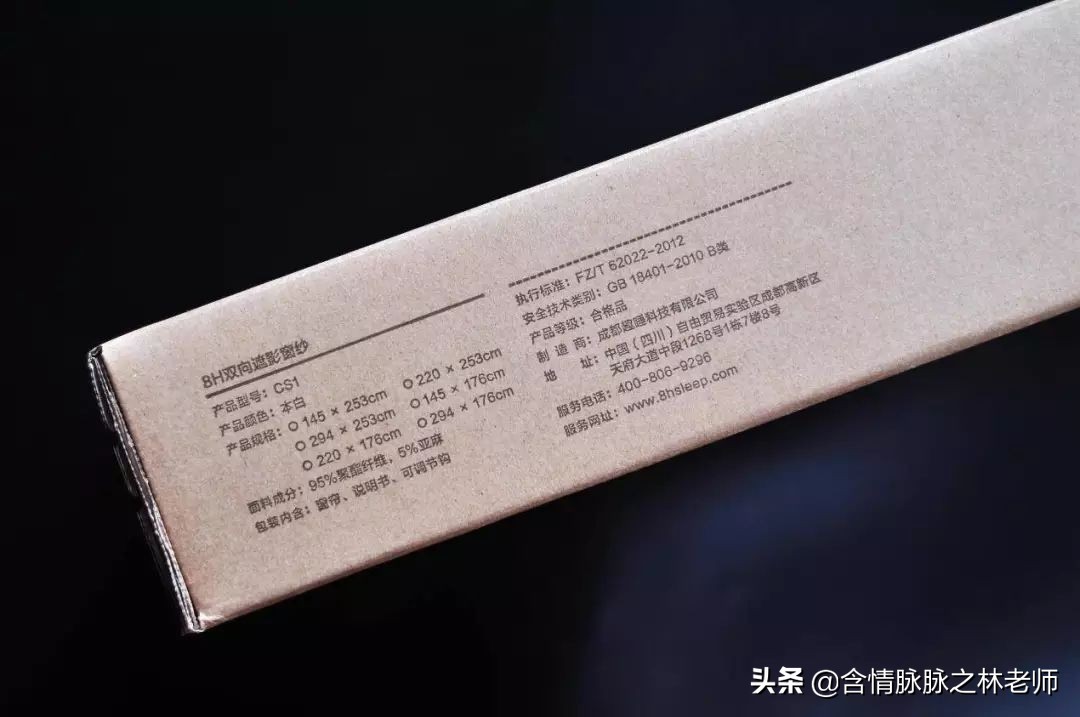 8H双向遮影窗纱
产品型号：CS1
产品颜色：本白
产品规格：○ 145 × 253cm ○ 220 × 253cm
○ 294 × 253cm ○ 145 × 176cm
○ 220 × 176cm ○ 294 × 176cm
面料成分：95%聚酯纤维，5%亚麻
包装内含：窗帘、说明书、可调节钩
执行标准：FZ/T 62022-2012
安全技术类别：GB 18401-2010 B类
产品等级：合格品
制 造 商：成都趣睡科技有限公司
地 址：中国（四川）自由贸易实验区成都高新区
天府大道中段1268号1栋7楼8号
服务电话：400-806-9296
服务网址：www.8hsleep.com
头条 @含情脉脉之林老师